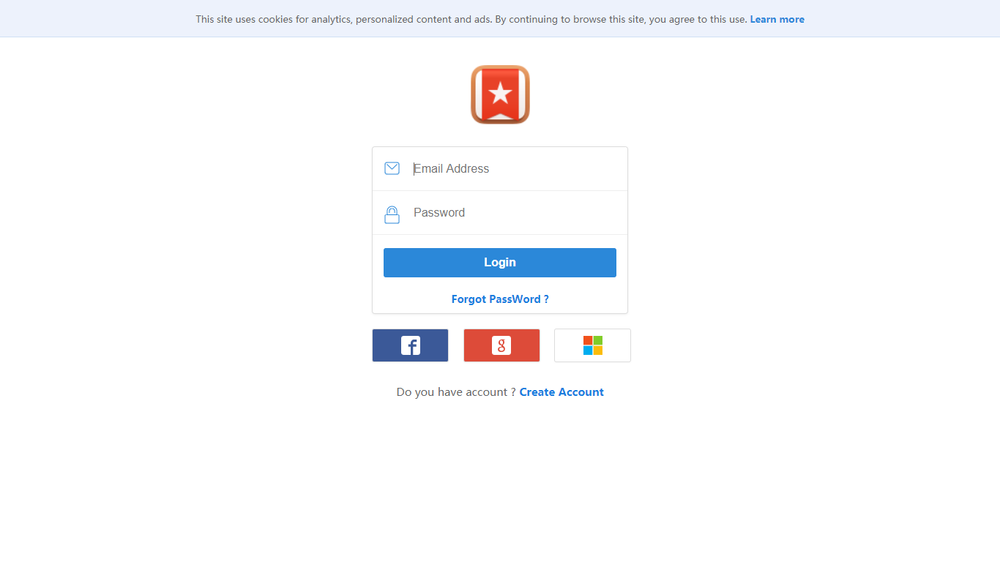 This site uses cookies for analytics, personalized content and ads. By continuing to browse this site, you agree to this use. Learn more
Email Address
Password
Login
Forgot PassWord ?
Do you have account ? Create Account